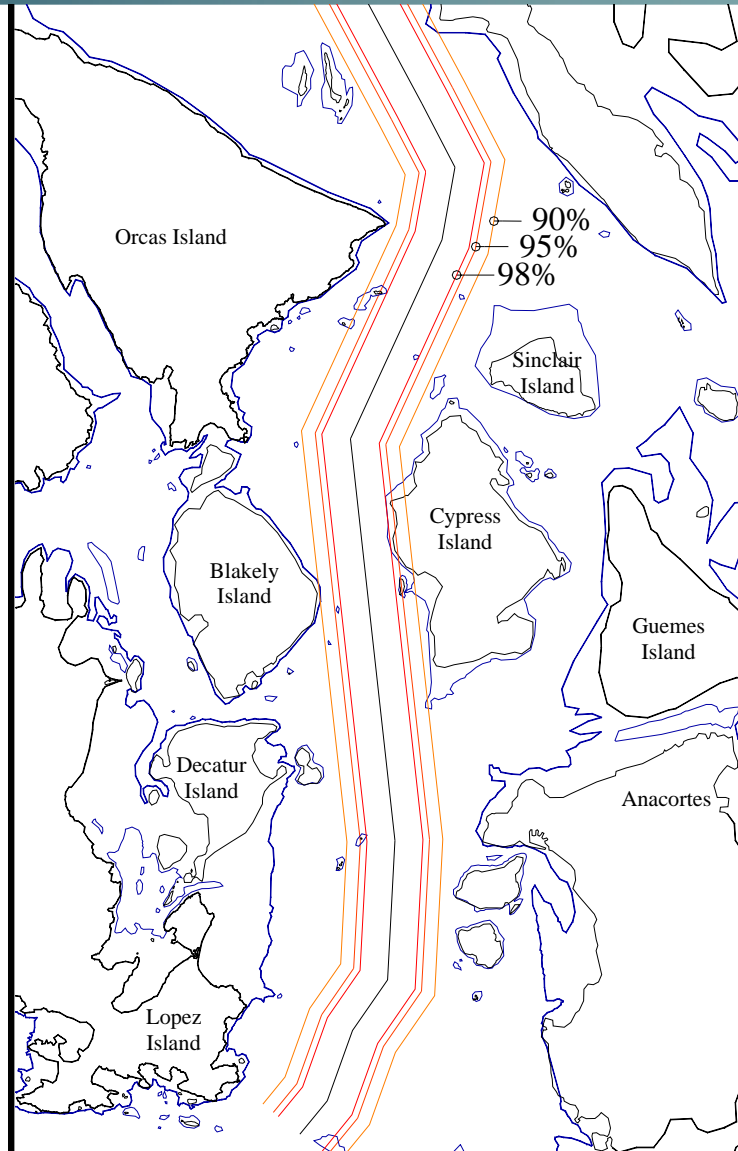 Orcas Island
90%
95%
98%
Sinclair
Island
Cypress
Island
Blakely
Island
Guemes
Island
Decatur
Island
Anacortes
Lopez
Island